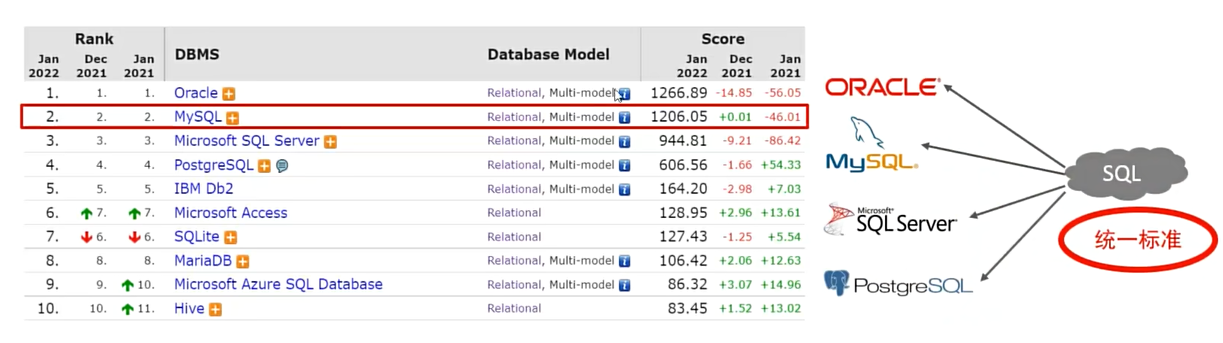 Rank Score
DBMS Database Model
Jan Dec Jan Jan Dec Jan
2022 2021 2021 2022 2021 2021
1. 1. 1. Oracle Relational, Multi-model 1266.89 -14.85 -56.05
2. 2. 2. MySQL Relational, Multi-model 1206.05 +0.01 -46.01
3. 3. 3. Microsoft SQL Server Relational, Multi-model 944.81 -9.21 -86.42
4. 4. 4. PostgreSQL Relational, Multi-model 606.56 -1.66 +54.33
5. 5. 5. IBM Db2 Relational, Multi-model 164.20 -2.98 +7.03
6. 7. 7. Microsoft Access Relational 128.95 +2.96 +13.61
7. 6. 6. SQLite Relational 127.43 -1.25 +5.54
8. 8. 8. MariaDB Relational, Multi-model 106.42 +2.06 +12.63
9. 9. 10. Microsoft Azure SQL Database Relational, Multi-model 86.32 +3.07 +14.96
10. 10. 11. Hive Relational 83.45 +1.52 +13.02
ORACLE
MySQL
Microsoft
SQL Server
PostgreSQL
SQL
统一标准